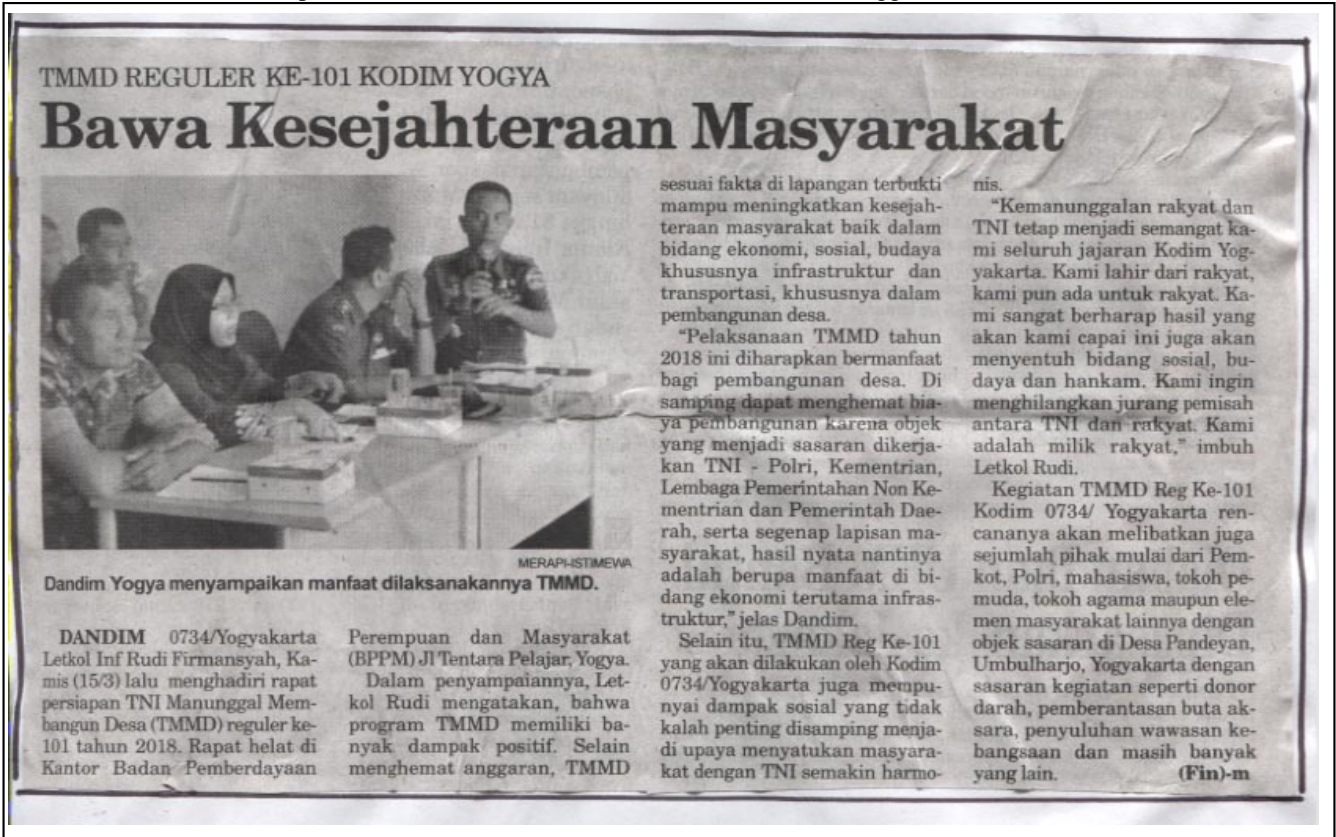 TMMD REGULER KE-101 KODIM YOGYA
Bawa Kesejahteraan Masyarakat
MERAPI-ISTIMEWA
Dandim Yogya menyampaikan manfaat dilaksanakannya TMMD.
DANDIM 0734/Yogyakarta
Letkol Inf Rudi Firmansyah, Ka-
mis (15/3) lalu menghadiri rapat
persiapan TNI Manunggal Mem-
bangun Desa (TMMD) reguler ke-
101 tahun 2018. Rapat helat di
Kantor Badan Pemberdayaan
Perempuan dan Masyarakat
(BPPM) Jl Tentara Pelajar, Yogya.
Dalam penyampaiannya, Let-
kol Rudi mengatakan, bahwa
program TMMD memiliki ba-
nyak dampak positif. Selain
menghemat anggaran, TMMD
sesuai fakta di lapangan terbukti
mampu meningkatkan kesejah-
teraan masyarakat baik dalam
bidang ekonomi, sosial, budaya
khususnya infrastruktur dan
transportasi, khususnya dalam
pembangunan desa.
"Pelaksanaan TMMD tahun
2018 ini diharapkan bermanfaat
bagi pembangunan desa. Di
samping dapat menghemat bia-
ya pembangunan karena objek
yang menjadi sasaran dikerja-
kan TNI - Polri, Kementrian,
Lembaga Pemerintahan Non Ke-
mentrian dan Pemerintah Dae-
rah, serta segenap lapisan ma-
syarakat, hasil nyata nantinya
adalah berupa manfaat di bi-
dang ekonomi terutama infras-
truktur," jelas Dandim.
Selain itu, TMMD Reg Ke-101
yang akan dilakukan oleh Kodim
0734/Yogyakarta juga mempu-
nyai dampak sosial yang tidak
kalah penting disamping menja-
di upaya menyatukan masyara-
kat dengan TNI semakin harmo-
nis.
"Kemanunggalan rakyat dan
TNI tetap menjadi semangat ka-
mi seluruh jajaran Kodim Yog-
yakarta. Kami lahir dari rakyat,
kami pun ada untuk rakyat. Ka-
mi sangat berharap hasil yang
akan kami capai ini juga akan
menyentuh bidang sosial, bu-
daya dan hankam. Kami ingin
menghilangkan jurang pemisah
antara TNI dan rakyat. Kami
adalah milik rakyat," imbuh
Letkol Rudi.
Kegiatan TMMD Reg Ke-101
Kodim 0734/ Yogyakarta ren-
cananya akan melibatkan juga
sejumlah pihak mulai dari Pem-
kot, Polri, mahasiswa, tokoh pe-
muda, tokoh agama maupun ele-
men masyarakat lainnya dengan
objek sasaran di Desa Pandeyan,
Umbulharjo, Yogyakarta dengan
sasaran kegiatan seperti donor
darah, pemberantasan buta ak-
sara, penyuluhan wawasan ke-
bangsaan dan masih banyak
yang lain. (Fin)-m